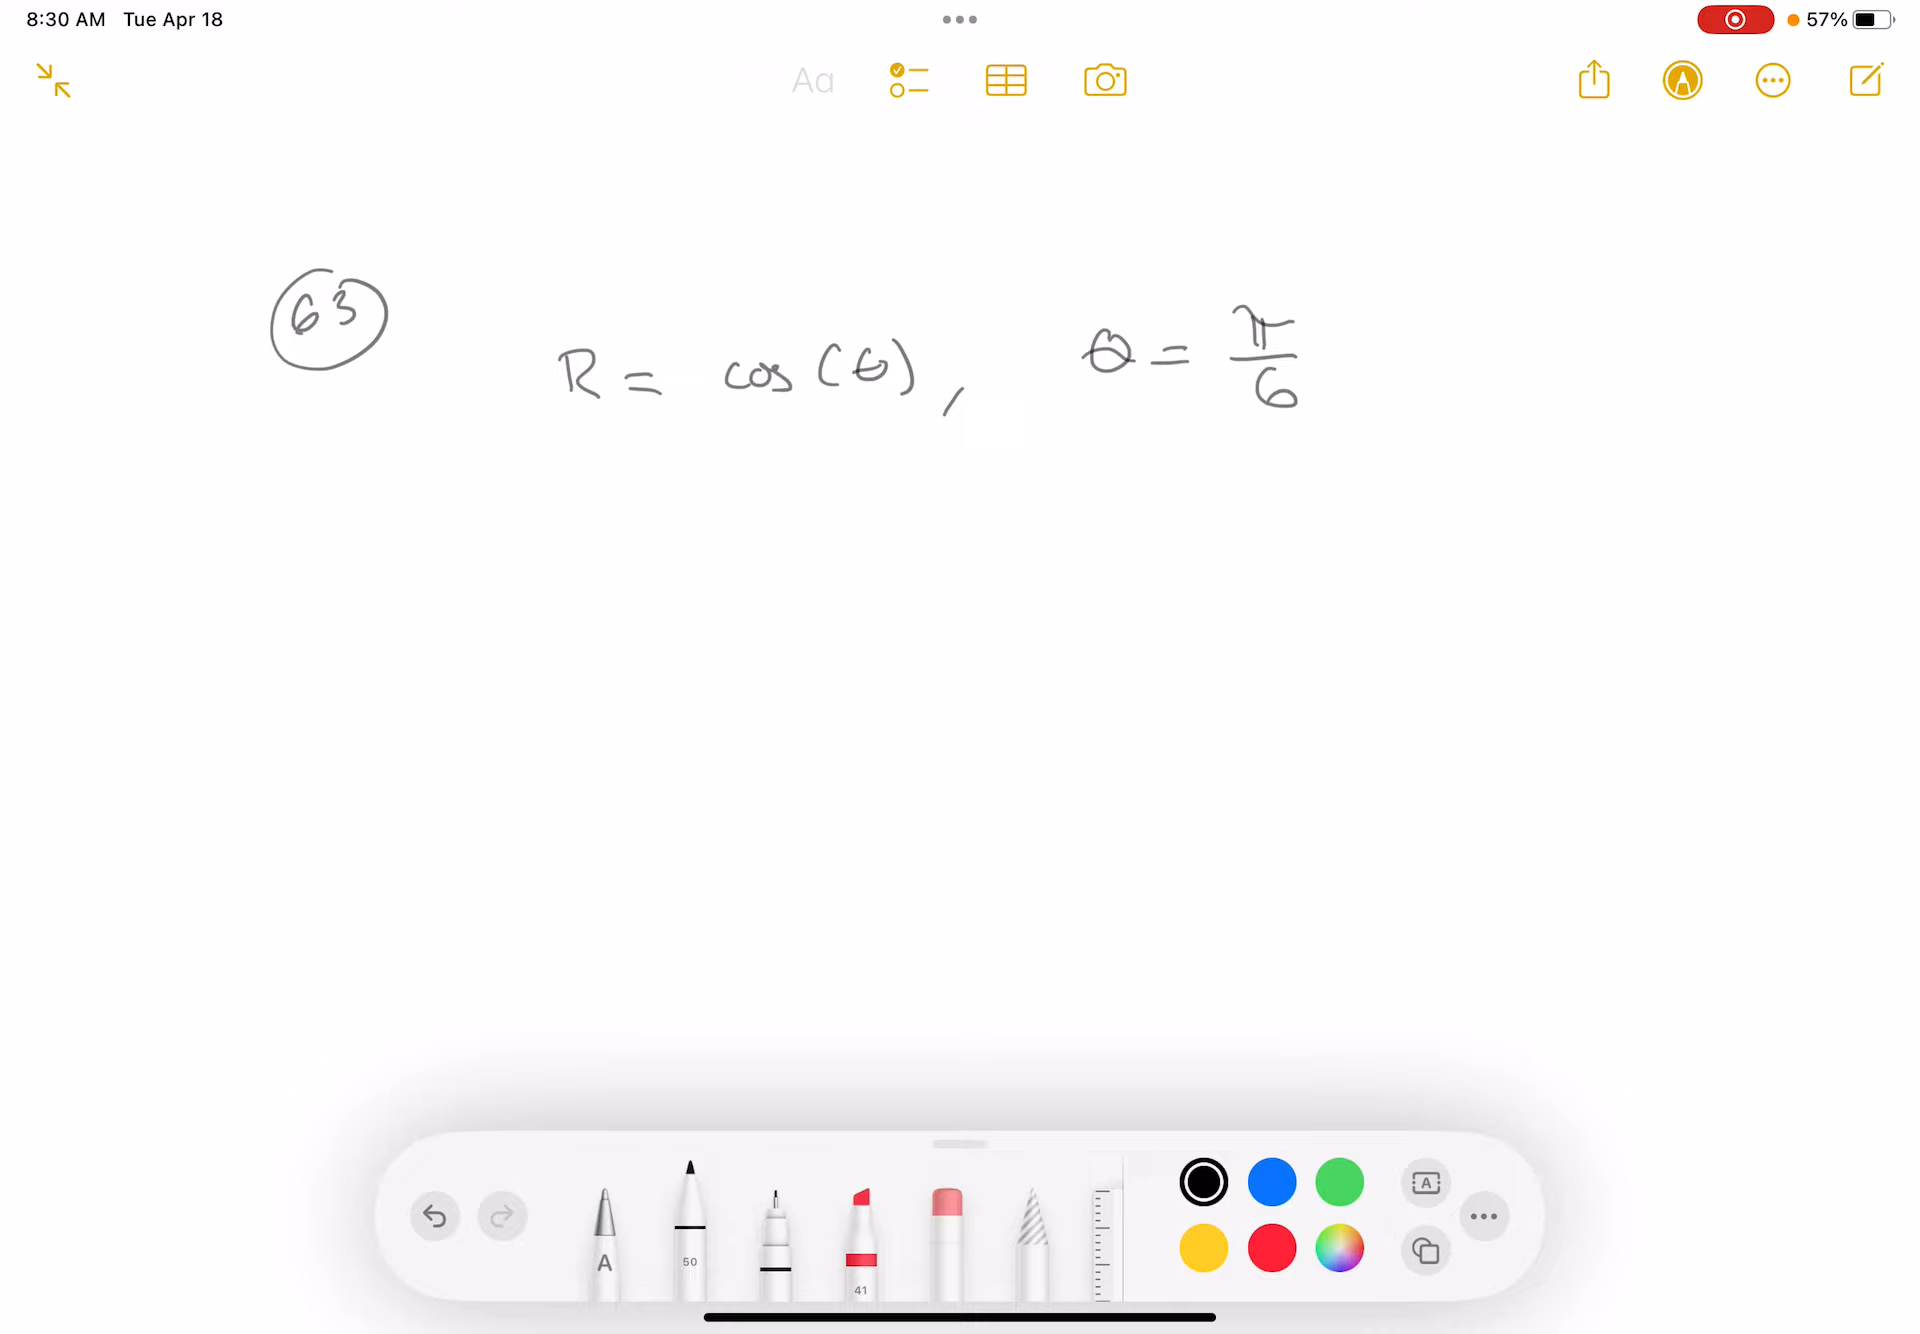 8:30 AM Tue Apr 18
57%
Aa
63
R = cos(θ), θ = π/6
A
50
41
A